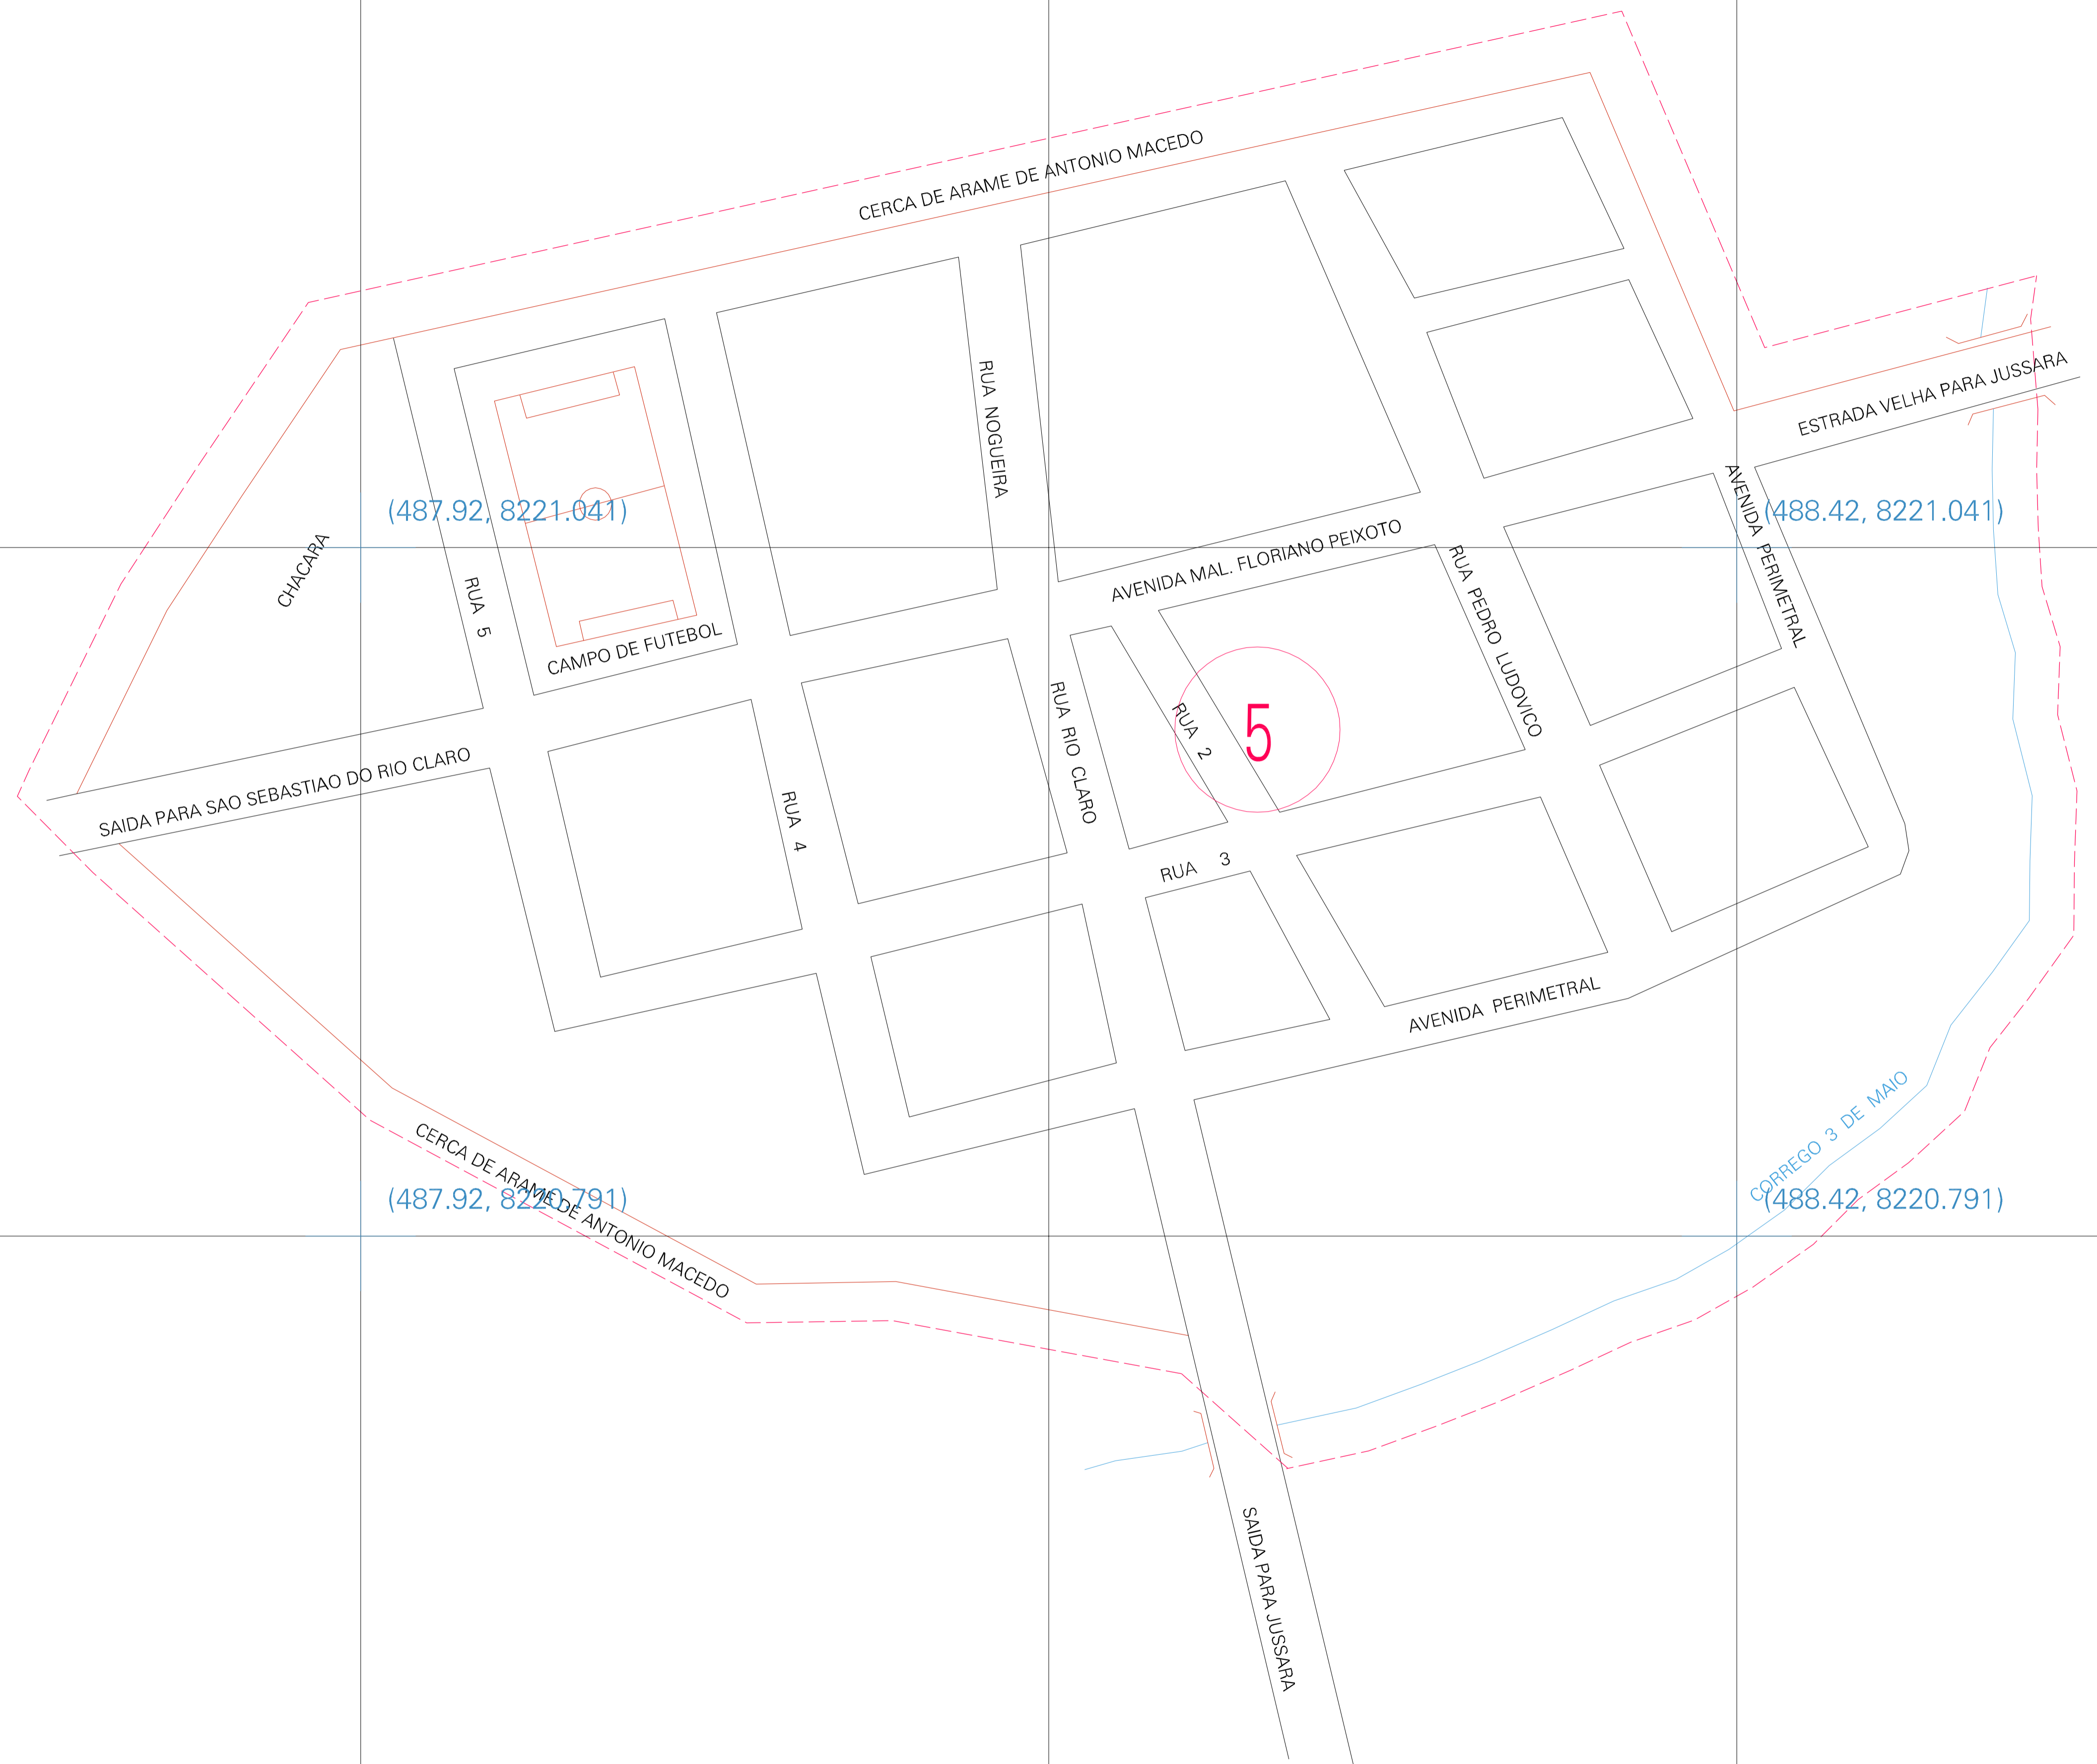 CERCA DE ARAME DE ANTONIO MACEDO
ESTRADA VELHA PARA JUSSARA
RUA NOGUEIRA
(487.92, 8221.041)
(488.42, 8221.041)
AVENIDA PERIMETRAL
CHACARA
AVENIDA MAL. FLORIANO PEIXOTO
RUA 5
RUA PEDRO LUDOVICO
CAMPO DE FUTEBOL
RUA RIO CLARO
RUA 2
5
SAIDA PARA SAO SEBASTIAO DO RIO CLARO
RUA 4
RUA 3
AVENIDA PERIMETRAL
CORREGO 3 DE MAIO
CERCA DE ARAME DE ANTONIO MACEDO
(487.92, 8220.791)
(488.42, 8220.791)
SAIDA PARA JUSSARA